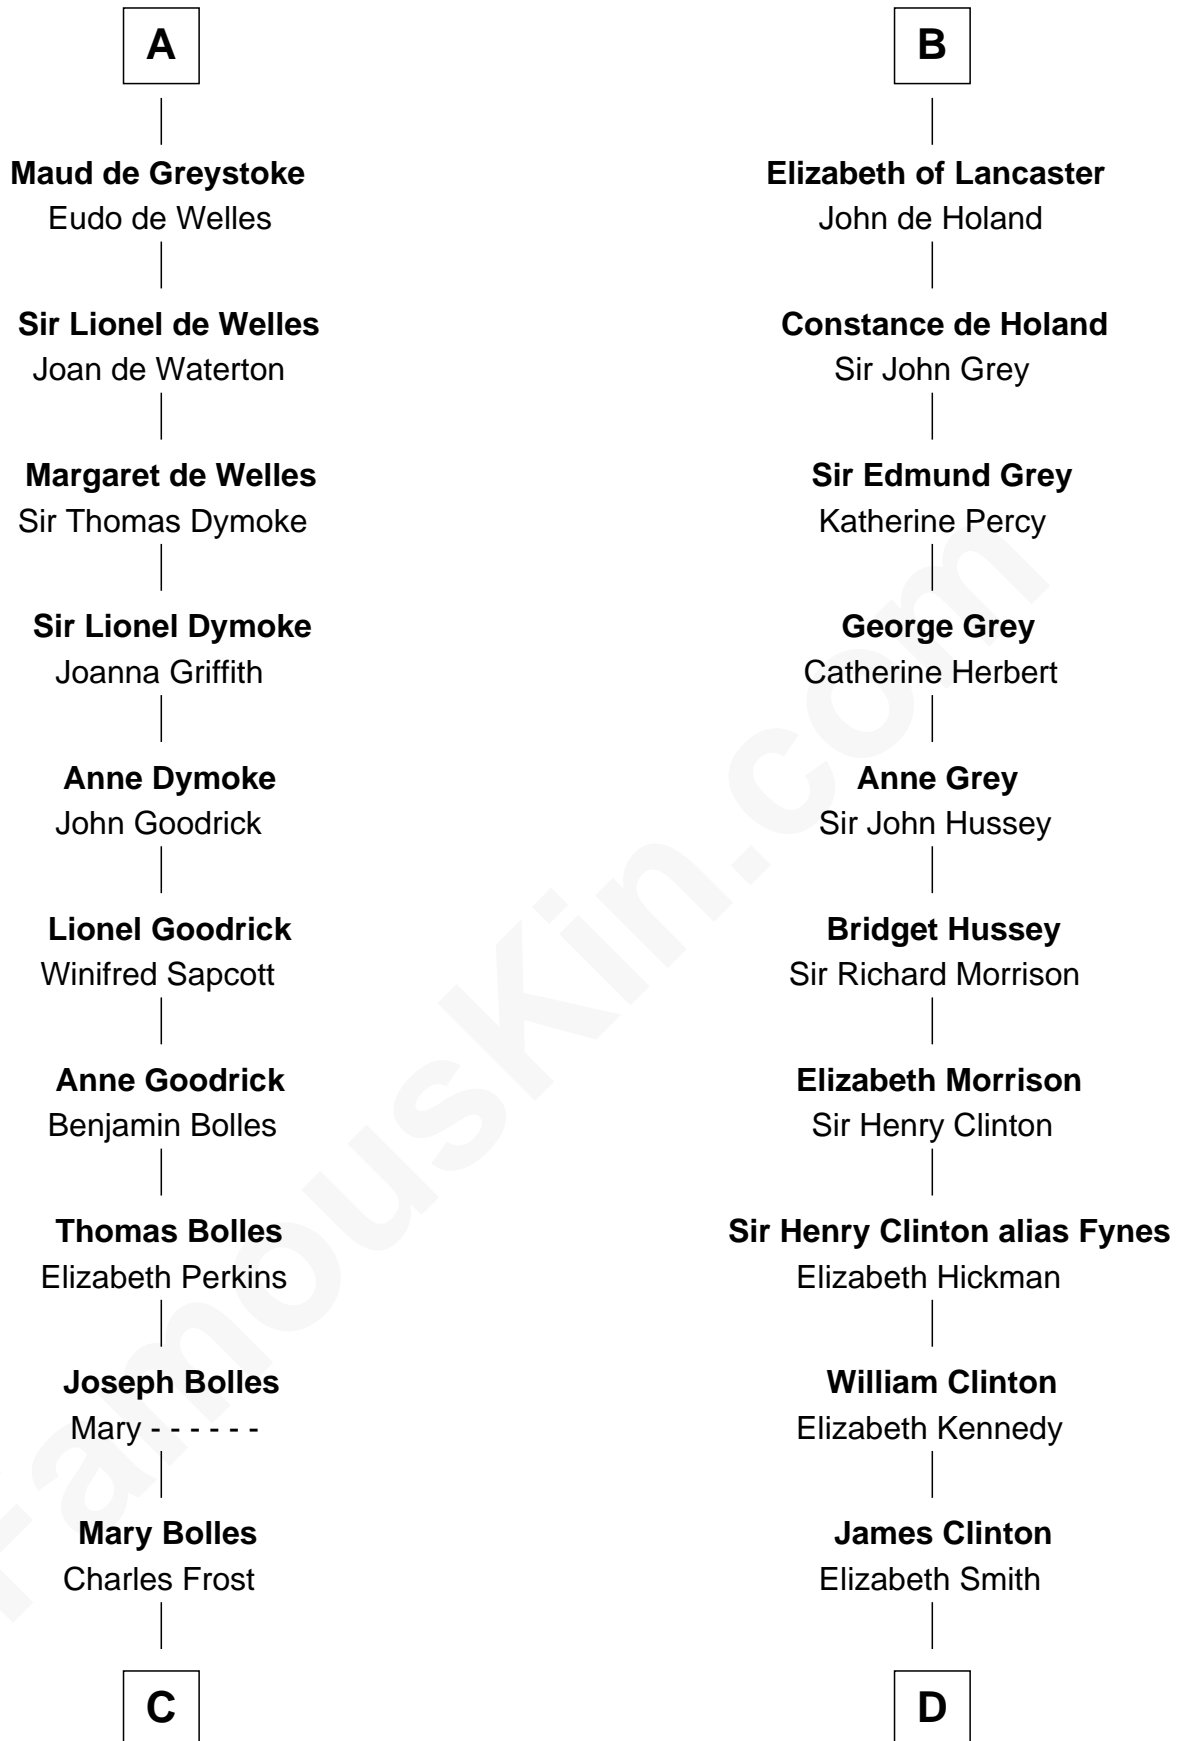 A
Maud de Greystoke
Eudo de Welles
Sir Lionel de Welles
Joan de Waterton
Margaret de Welles
Sir Thomas Dymoke
Sir Lionel Dymoke
Joanna Griffith
Anne Dymoke
John Goodrick
Lionel Goodrick
Winifred Sapcott
Anne Goodrick
Benjamin Bolles
Thomas Bolles
Elizabeth Perkins
Joseph Bolles
Mary - - - - - -
Mary Bolles
Charles Frost
C
B
Elizabeth of Lancaster
John de Holand
Constance de Holand
Sir John Grey
Sir Edmund Grey
Katherine Percy
George Grey
Catherine Herbert
Anne Grey
Sir John Hussey
Bridget Hussey
Sir Richard Morrison
Elizabeth Morrison
Sir Henry Clinton
Sir Henry Clinton alias Fynes
Elizabeth Hickman
William Clinton
Elizabeth Kennedy
James Clinton
Elizabeth Smith
D
FamousKin.com